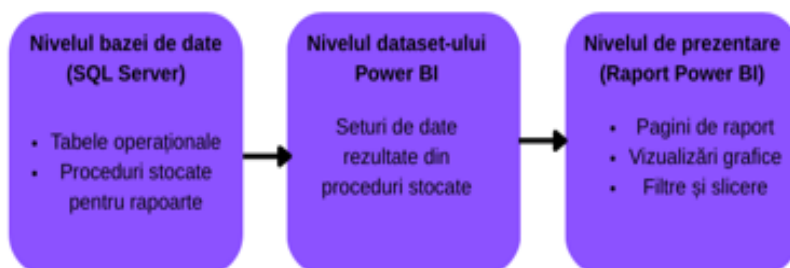 Nivelul bazei de date
(SQL Server)
• Tabele operaționale
• Proceduri stocate
pentru rapoarte
Nivelul dataset-ului
Power BI
Seturi de date
rezultate din
proceduri stocate
Nivelul de prezentare
(Raport Power BI)
• Pagini de raport
• Vizualizări grafice
• Filtre și slicere